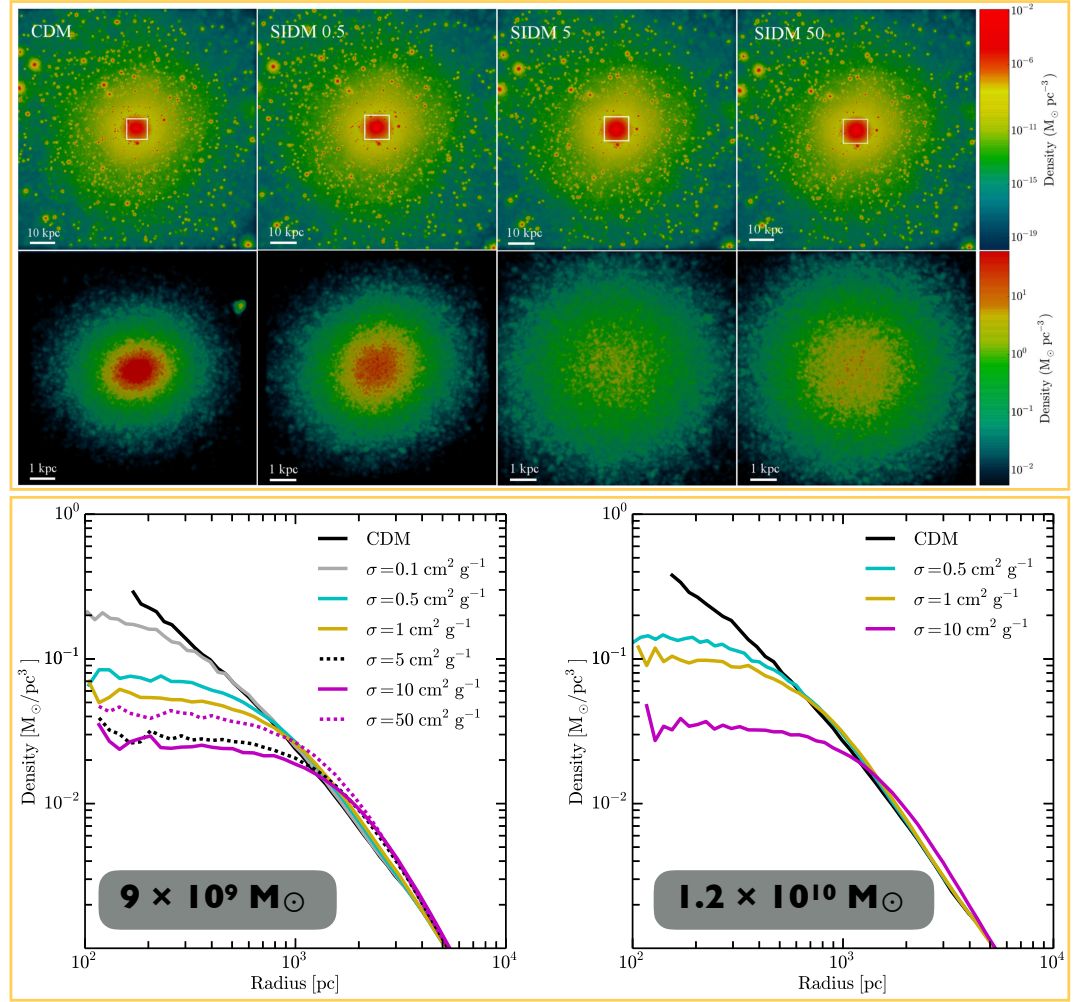 CDM
SIDM 0.5
SIDM 5
SIDM 50
10 kpc
10 kpc
10 kpc
10 kpc
10⁻²
10⁻⁶
10⁻¹¹
10⁻¹⁵
10⁻¹⁹
Density (M☉ pc⁻³)
1 kpc
1 kpc
1 kpc
1 kpc
10¹
10⁰
10⁻¹
10⁻²
Density (M☉ pc⁻³)
10⁰
10⁻¹
10⁻²
Density [M☉/pc³ ]
CDM
σ=0.1 cm² g⁻¹
σ=0.5 cm² g⁻¹
σ=1 cm² g⁻¹
σ=5 cm² g⁻¹
σ=10 cm² g⁻¹
σ=50 cm² g⁻¹
9 × 10⁹ M☉
10² 10³ 10⁴
Radius [pc]
10⁰
10⁻¹
10⁻²
Density [M☉/pc³ ]
CDM
σ=0.5 cm² g⁻¹
σ=1 cm² g⁻¹
σ=10 cm² g⁻¹
1.2 × 10¹⁰ M☉
10² 10³ 10⁴
Radius [pc]